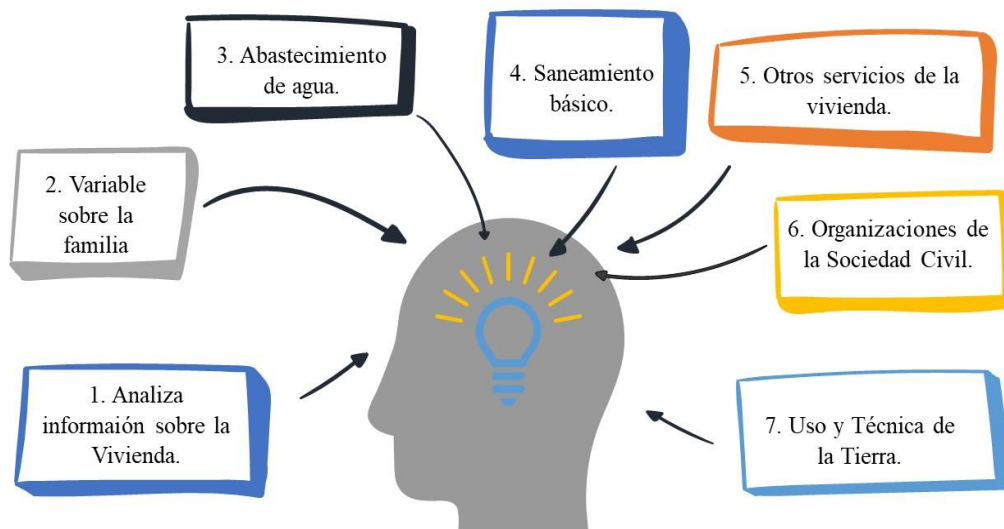 1. Analiza
informaión sobre la
Vivienda.
2. Variable
sobre la
familia
3. Abastecimiento
de agua.
4. Saneamiento
básico.
5. Otros servicios de la
vivienda.
6. Organizaciones de
la Sociedad Civil.
7. Uso y Técnica de
la Tierra.